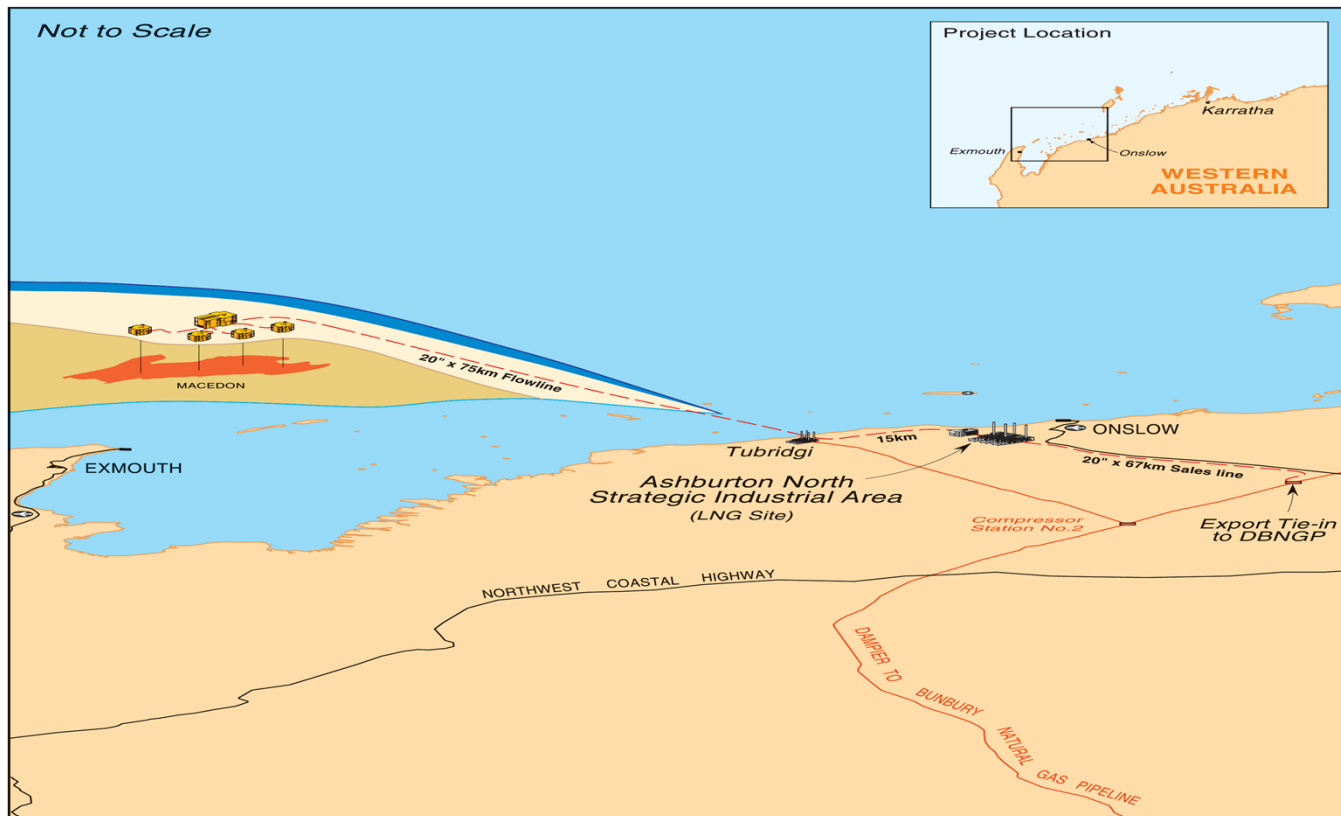 Not to Scale
Project Location
Karratha
Exmouth
Onslow
WESTERN
AUSTRALIA
20" x 75km Flowline
MACEDON
EXMOUTH
Tubridgi
15km
ONSLOW
20" x 67km Sales line
Ashburton North
Strategic Industrial Area
(LNG Site)
Compressor
Station No.2
Export Tie-in
to DBNGP
NORTHWEST COASTAL HIGHWAY
DAMPIER TO BUNBURY NATURAL GAS PIPELINE